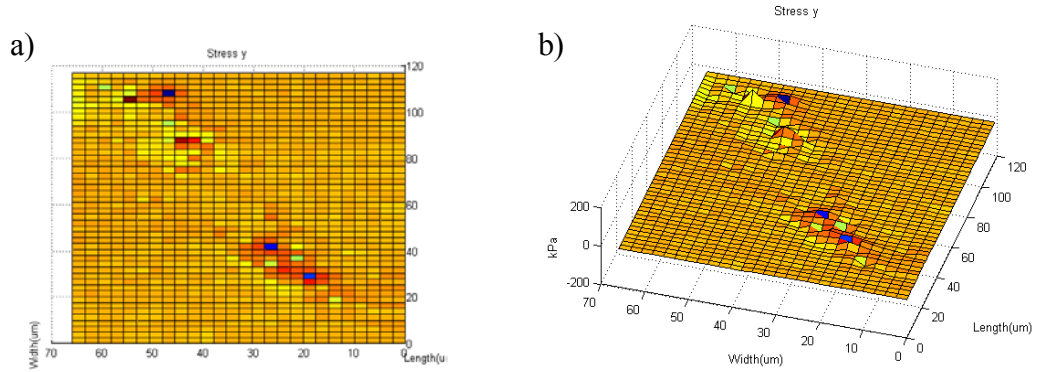 a)
Stress y
120
100
80
60
40
20
0
70 60 50 40 30 20 10 0
Width(um)
Length(u
b)
Stress y
200
0
-200
kPa
70 60 50 40 30 20 10 0
Width(um)
0 20 40 60 80 100 120
Length(um)